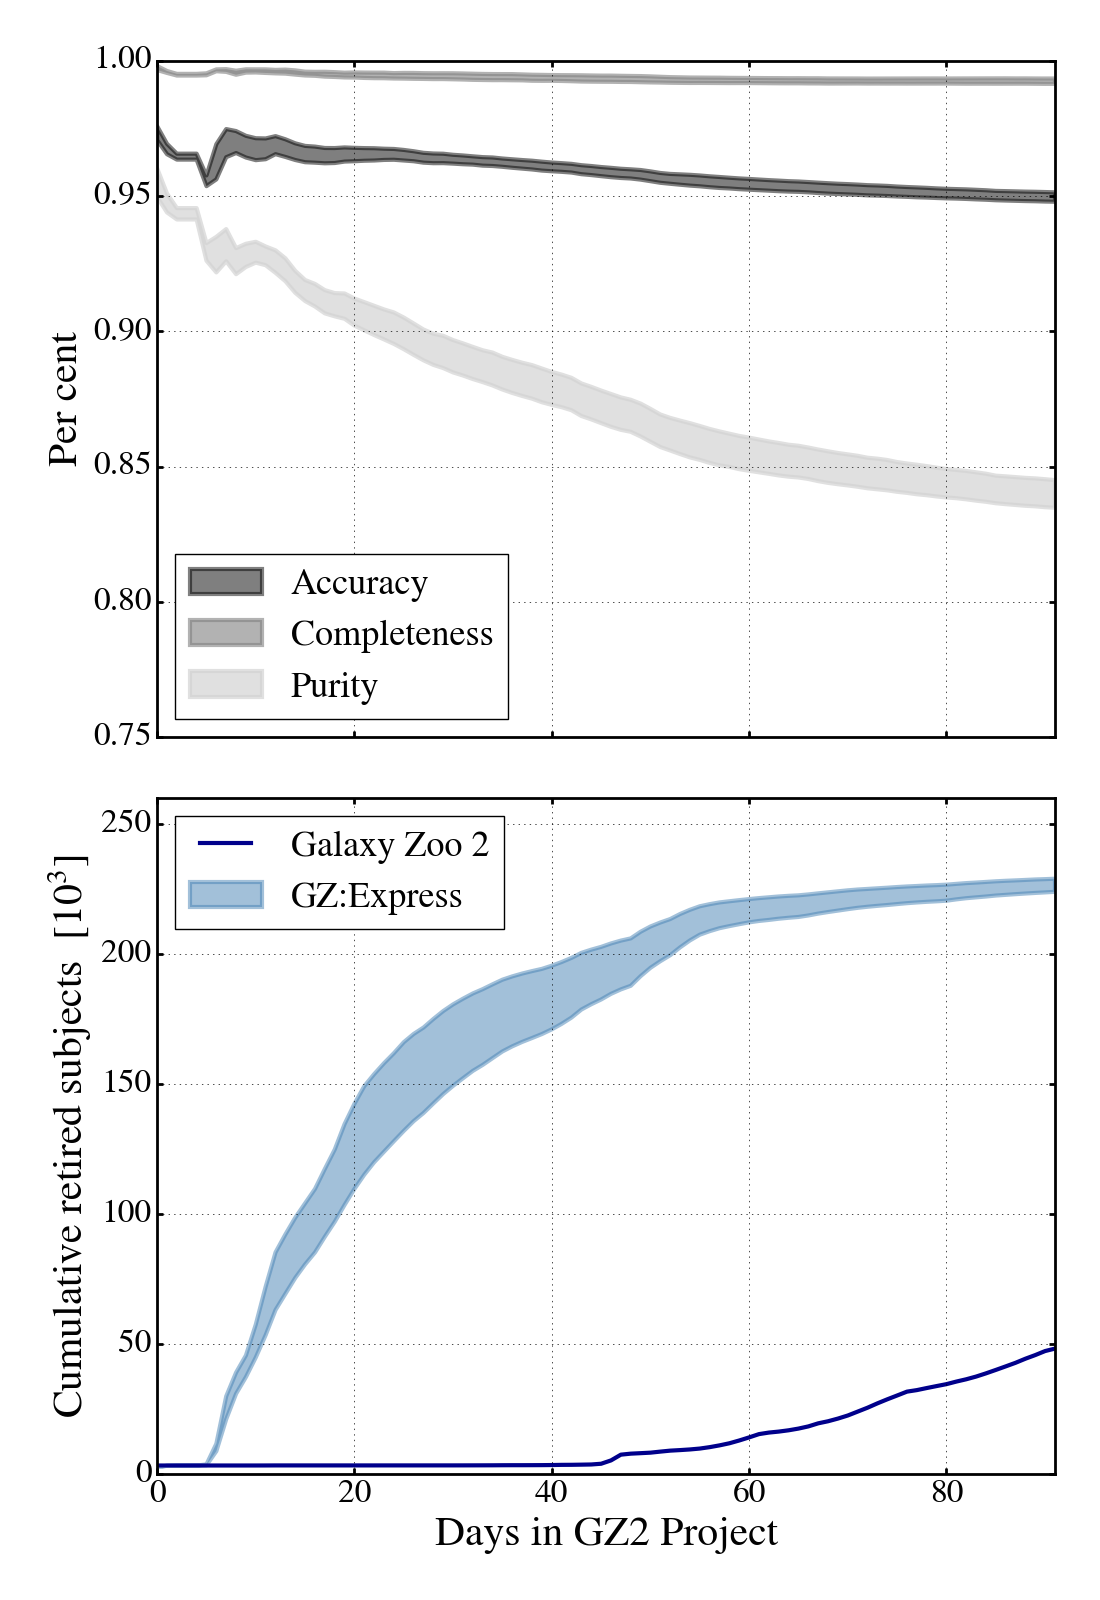 1.00
0.95
0.90
0.85
0.80
0.75
Per cent
Accuracy
Completeness
Purity
250
200
150
100
50
0
Cumulative retired subjects [10³]
Galaxy Zoo 2
GZ:Express
0 20 40 60 80
Days in GZ2 Project